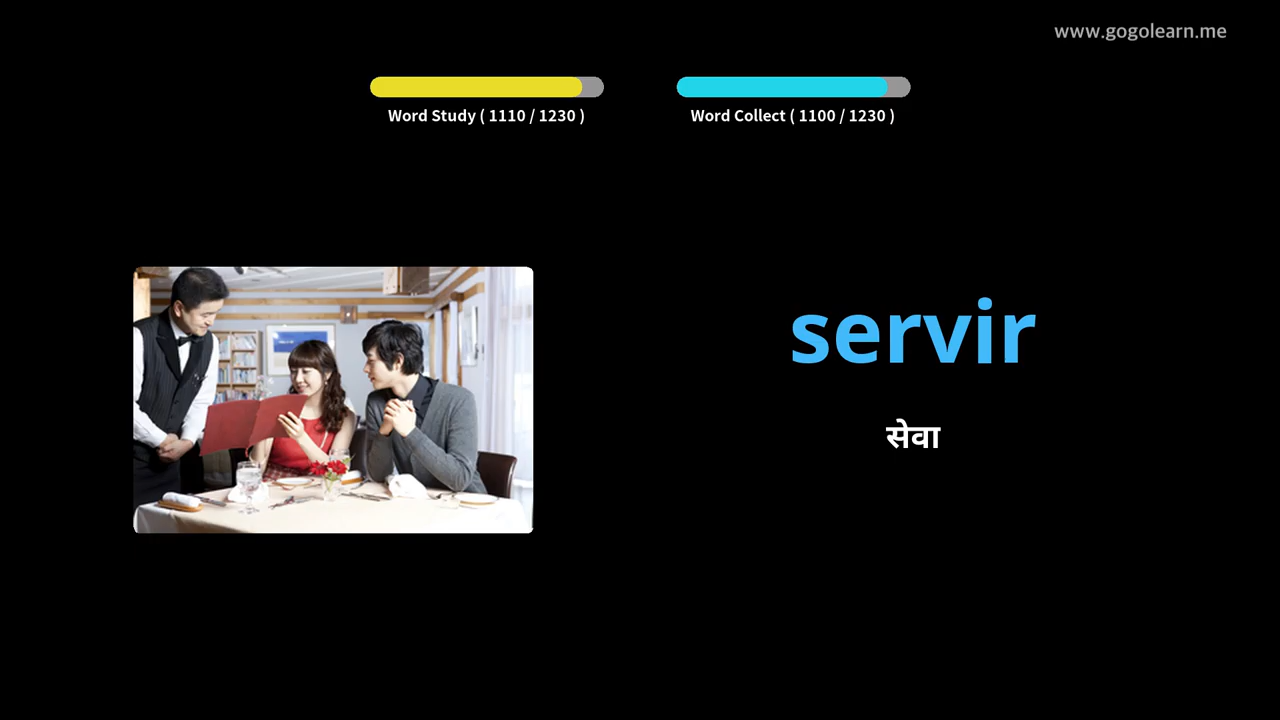 www.gogolearn.me
Word Study ( 1110 / 1230 )
Word Collect ( 1100 / 1230 )
servir
सेवा